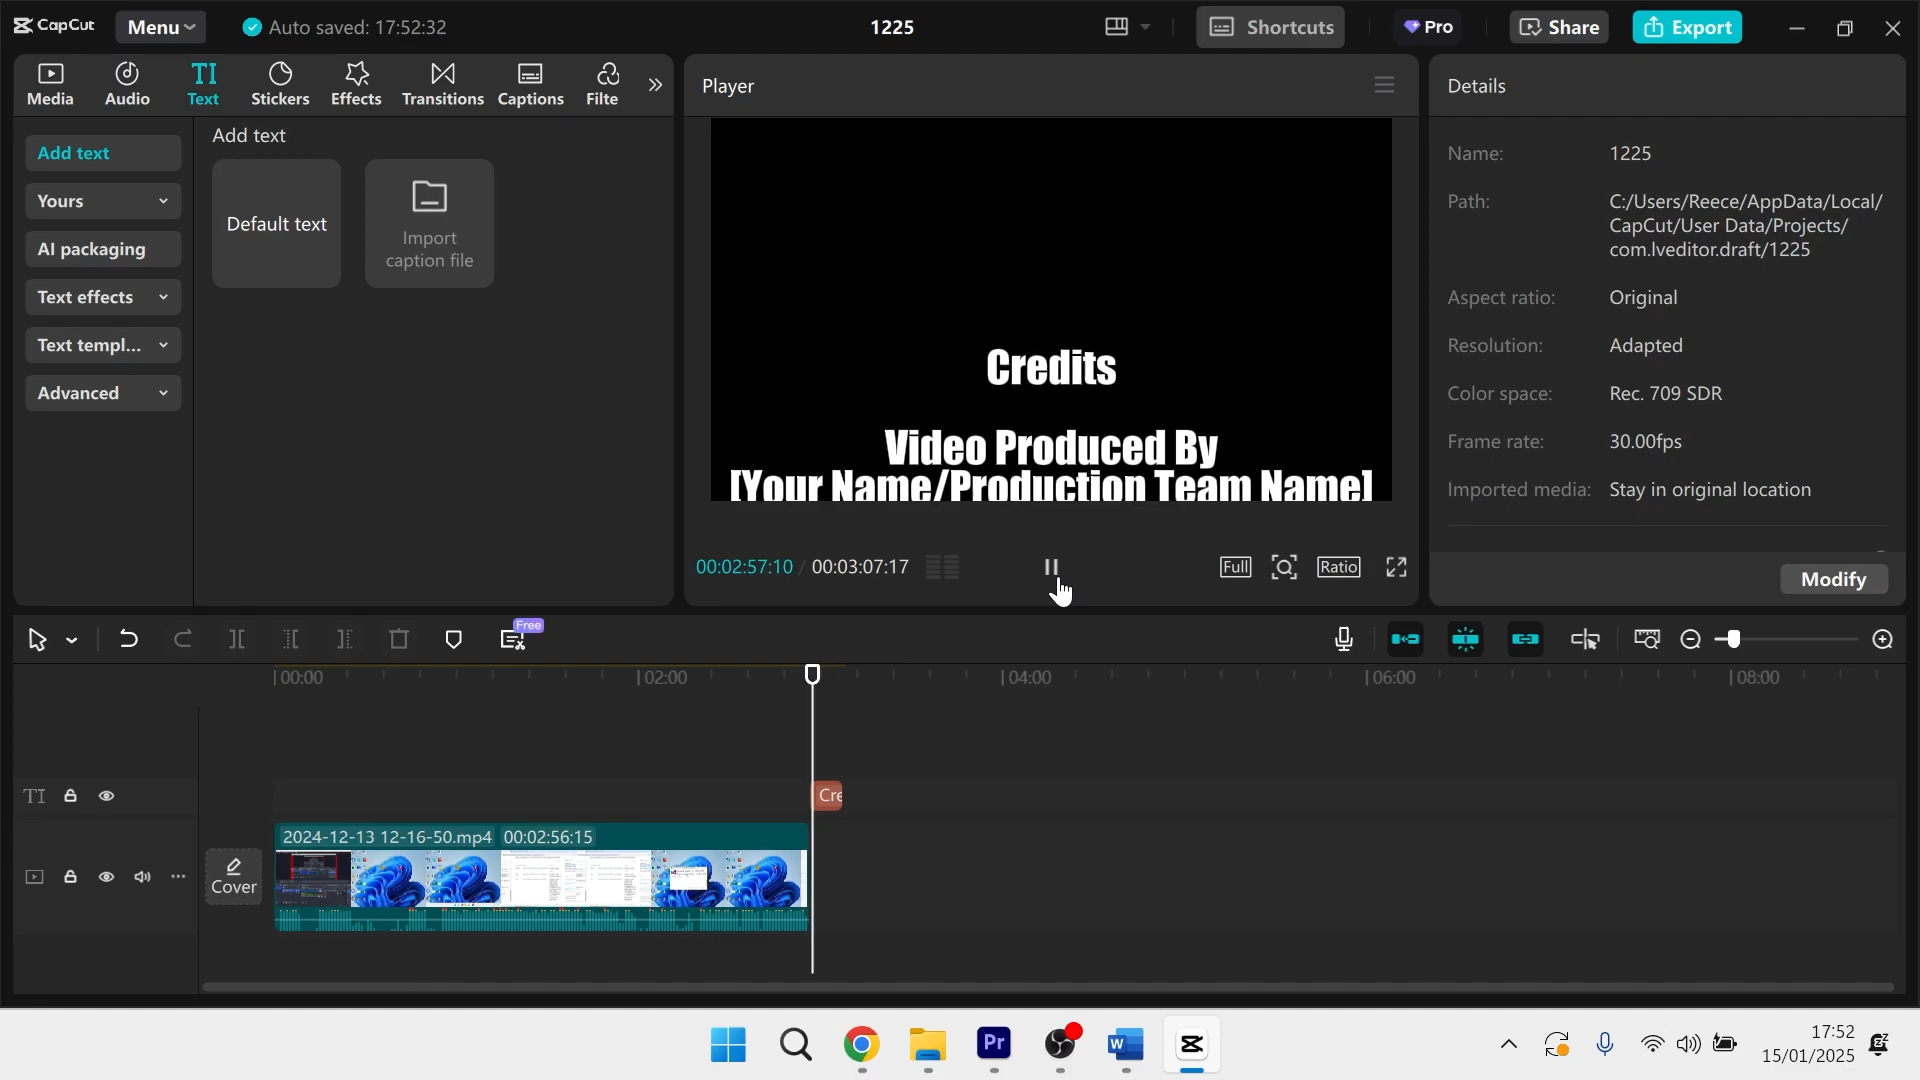 CapCut
Menu
Auto saved: 17:52:32
1225
Shortcuts
Pro
Share
Export
Media
Audio
TI
Text
Stickers
Effects
Transitions
Captions
Filte
Player
Details
Add text
Yours
AI packaging
Text effects
Text templ...
Advanced
Add text
Default text
Import
caption file
Credits
Video Produced By
[Your Name/Production Team Name]
00:02:57:10 / 00:03:07:17
Full
Ratio
Name: 1225
Path: C:/Users/Reece/AppData/Local/
CapCut/User Data/Projects/
com.lveditor.draft/1225
Aspect ratio: Original
Resolution: Adapted
Color space: Rec. 709 SDR
Frame rate: 30.00fps
Imported media: Stay in original location
Modify
Free
00:00
02:00
04:00
06:00
08:00
TI
Cre
2024-12-13 12-16-50.mp4 00:02:56:15
Cover
Pr
W
17:52
15/01/2025